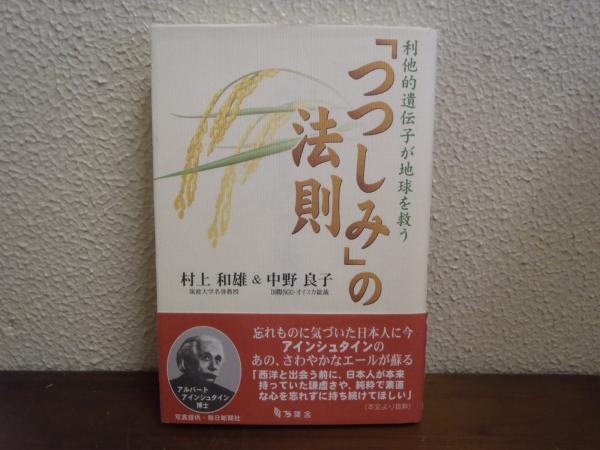 利他的遺伝子が地球を救う
「つつしみ」の
法則
村上 和雄 & 中野 良子
筑波大学名誉教授
国際NGO・オイスカ総裁
忘れものに気づいた日本人に今
アインシュタインの
あの、さわやかなエールが蘇る
「西洋と出会う前に、日本人が本来
持っていた謙虚さや、純粋で素直
な心を忘れずに持ち続けてほしい」
(本文より抜粋)
アルバート
アインシュタイン
博士
写真提供・毎日新聞社